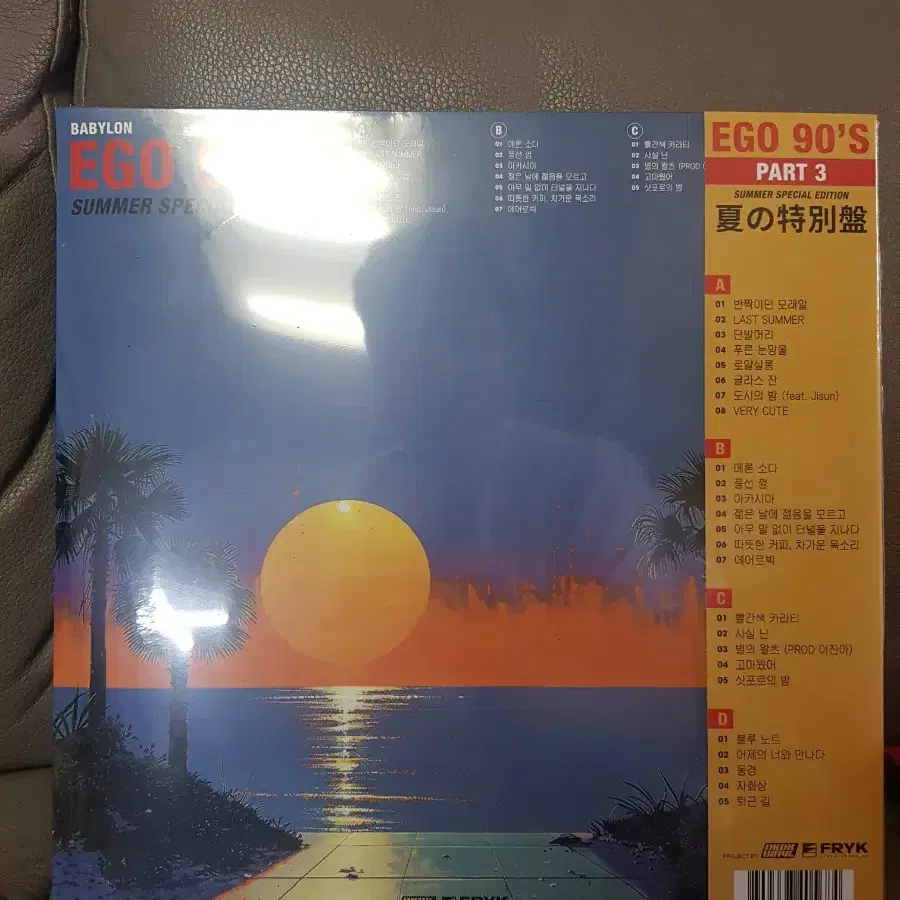 BABYLON
EGO
SUMMER SPECI
LAST SUMMER
(feat. Jisun)
B
01 메론 소다
02 풍선 껌
03 아카시아
04 젊은 날에 젊음을 모르고
05 아무 말 없이 터널을 지나다
06 따뜻한 커피, 차가운 목소리
07 에어로빅
C
01 빨간색 카라티
02 사실 난
03 별의 왈츠 (PROD
04 고마웠어
05 삿포로의 밤
EGO 90'S
PART 3
SUMMER SPECIAL EDITION
夏の特別盤
A
01 반짝이던 모래알
02 LAST SUMMER
03 단발머리
04 푸른 눈망울
05 로얄실롱
06 글라스 잔
07 도시의 밤 (feat. Jisun)
08 VERY CUTE
B
01 메론 소다
02 풍선 껌
03 아카시아
04 젊은 날에 젊음을 모르고
05 아무 말 없이 터널을 지나다
06 따뜻한 커피, 차가운 목소리
07 에어로빅
C
01 빨간색 카라티
02 사실 난
03 별의 왈츠 (PROD 이진아)
04 고마웠어
05 삿포로의 밤
D
01 블루 노트
02 어제의 너와 만나다
03 동경
04 자화상
05 퇴근 길
PROJECT BY
FRYK
FRYK